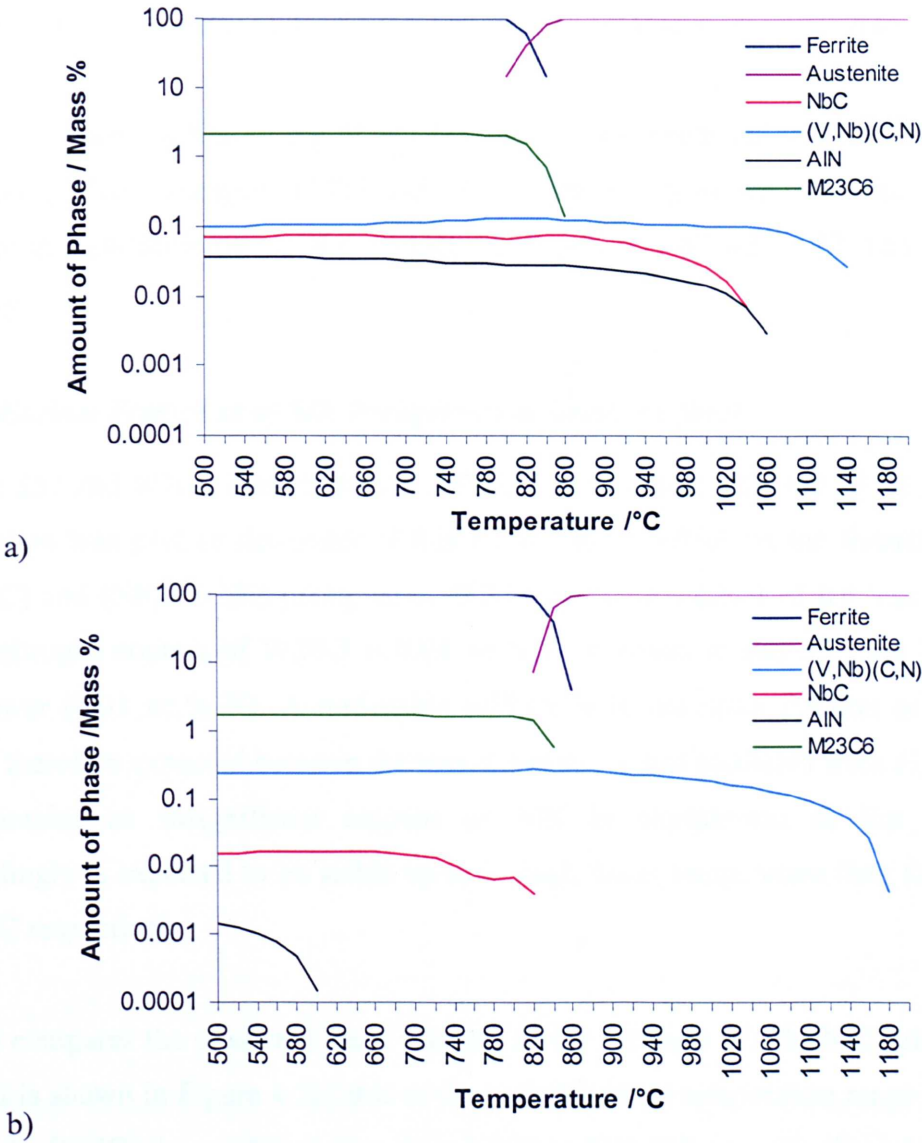 100
10
1
0.1
0.01
0.001
0.0001
Amount of Phase / Mass %
Ferrite
Austenite
NbC
(V,Nb)(C,N)
AlN
M23C6
500 540 580 620 660 700 740 780 820 860 900 940 980 1020 1060 1100 1140 1180
Temperature /°C
a)
100
10
1
0.1
0.01
0.001
0.0001
Amount of Phase /Mass %
Ferrite
Austenite
(V,Nb)(C,N)
NbC
AlN
M23C6
500 540 580 620 660 700 740 780 820 860 900 940 980 1020 1060 1100 1140 1180
Temperature /°C
b)